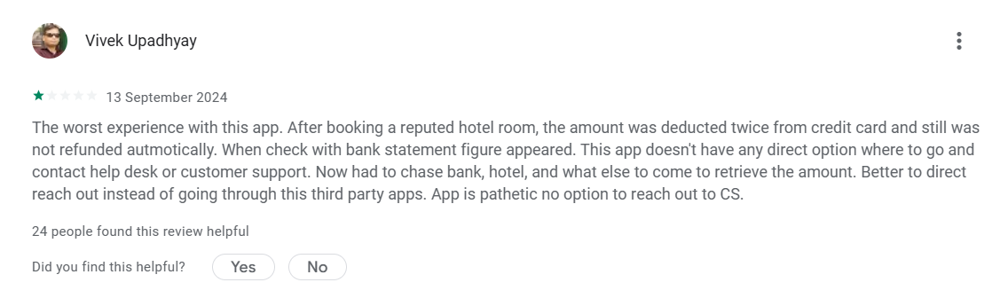 Vivek Upadhyay
13 September 2024
The worst experience with this app. After booking a reputed hotel room, the amount was deducted twice from credit card and still was
not refunded autmotically. When check with bank statement figure appeared. This app doesn't have any direct option where to go and
contact help desk or customer support. Now had to chase bank, hotel, and what else to come to retrieve the amount. Better to direct
reach out instead of going through this third party apps. App is pathetic no option to reach out to CS.
24 people found this review helpful
Did you find this helpful? Yes No